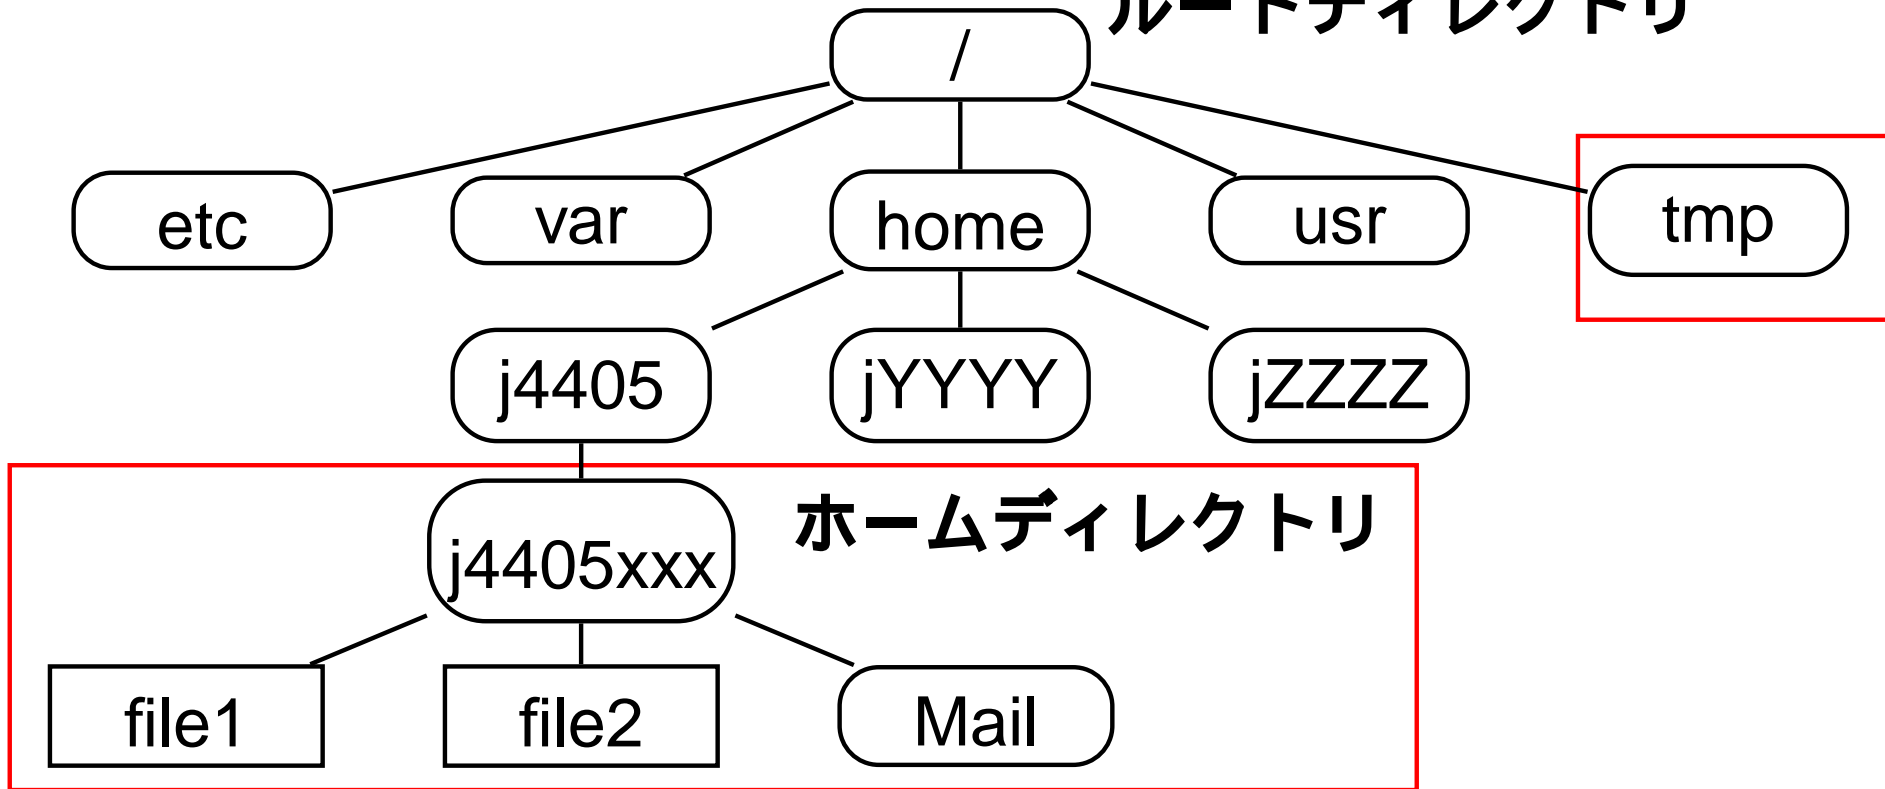 ルートディレクトリ
/
etc
var
home
usr
tmp
j4405
jYYYY
jZZZZ
ホームディレクトリ
j4405xxx
file1
file2
Mail